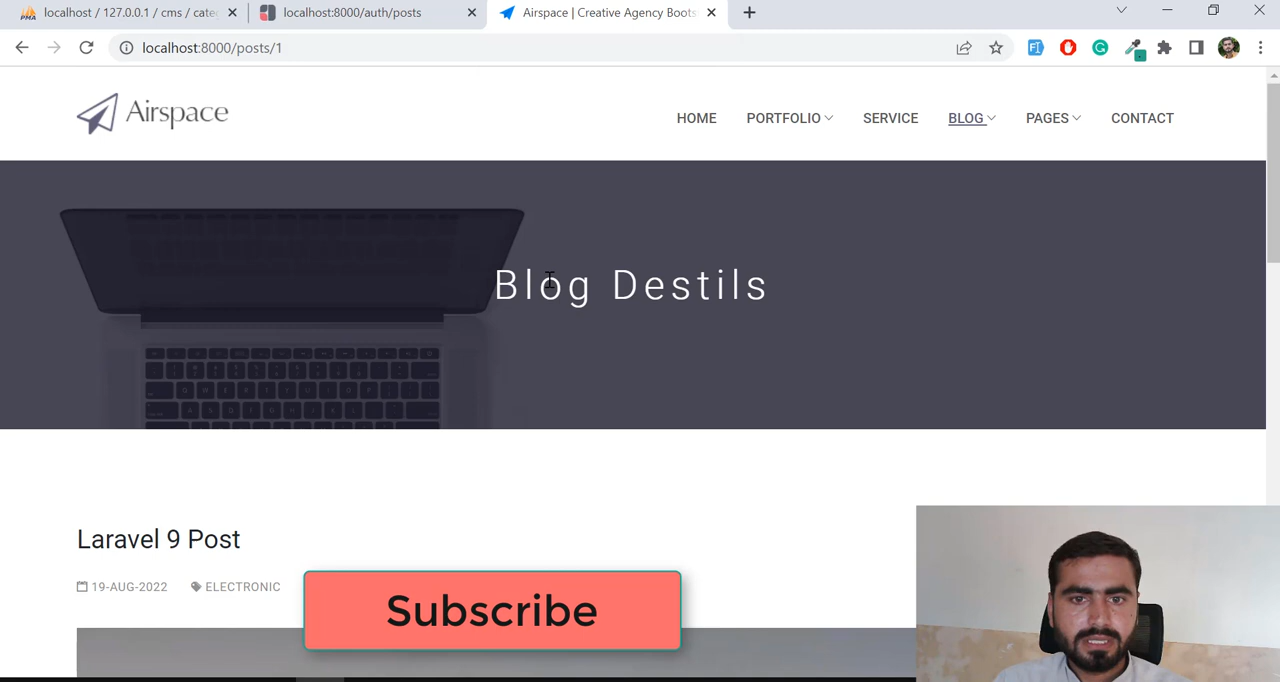 localhost / 127.0.0.1 / cms / cate
localhost:8000/auth/posts
Airspace | Creative Agency Boots
localhost:8000/posts/1
Airspace
HOME
PORTFOLIO
SERVICE
BLOG
PAGES
CONTACT
Blog Destils
Laravel 9 Post
19-AUG-2022
ELECTRONIC
Subscribe